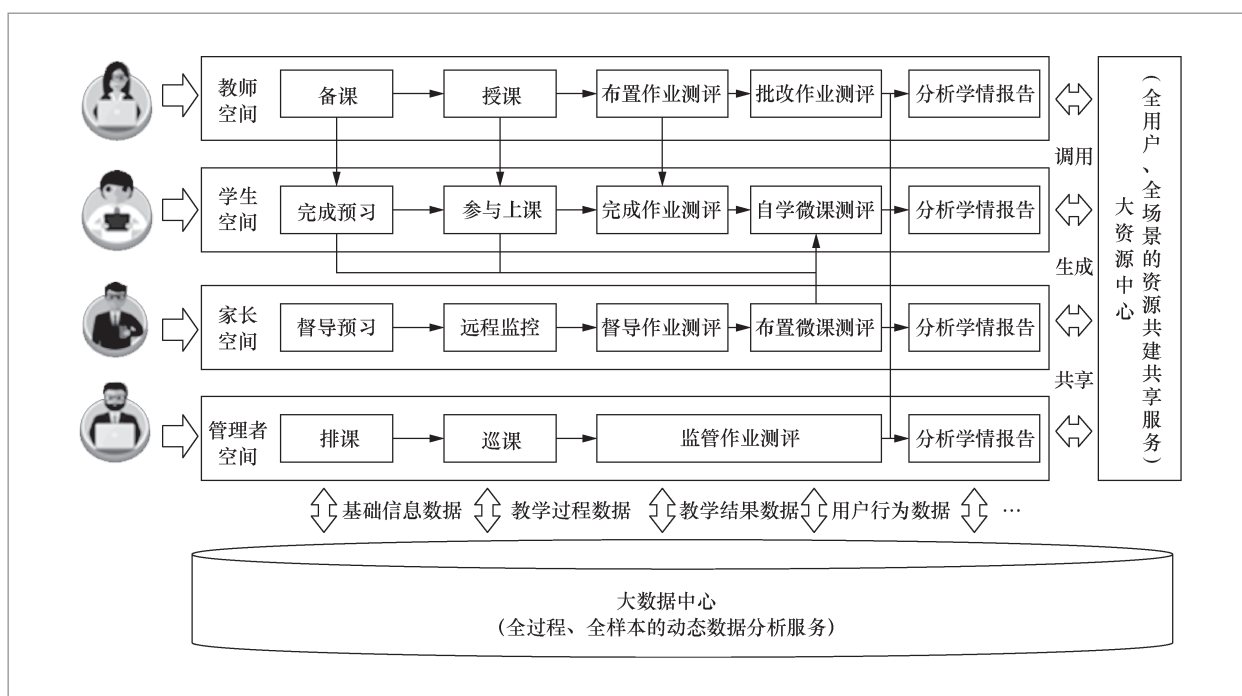 教师
空间
备课
授课
布置作业测评
批改作业测评
分析学情报告
调用
学生
空间
完成预习
参与上课
完成作业测评
自学微课测评
分析学情报告
生成
家长
空间
督导预习
远程监控
督导作业测评
布置微课测评
分析学情报告
共享
管理者
空间
排课
巡课
监管作业测评
分析学情报告
大资源中心
(全用户、全场景的资源共建共享服务)
基础信息数据
教学过程数据
教学结果数据
用户行为数据
…
大数据中心
(全过程、全样本的动态数据分析服务)